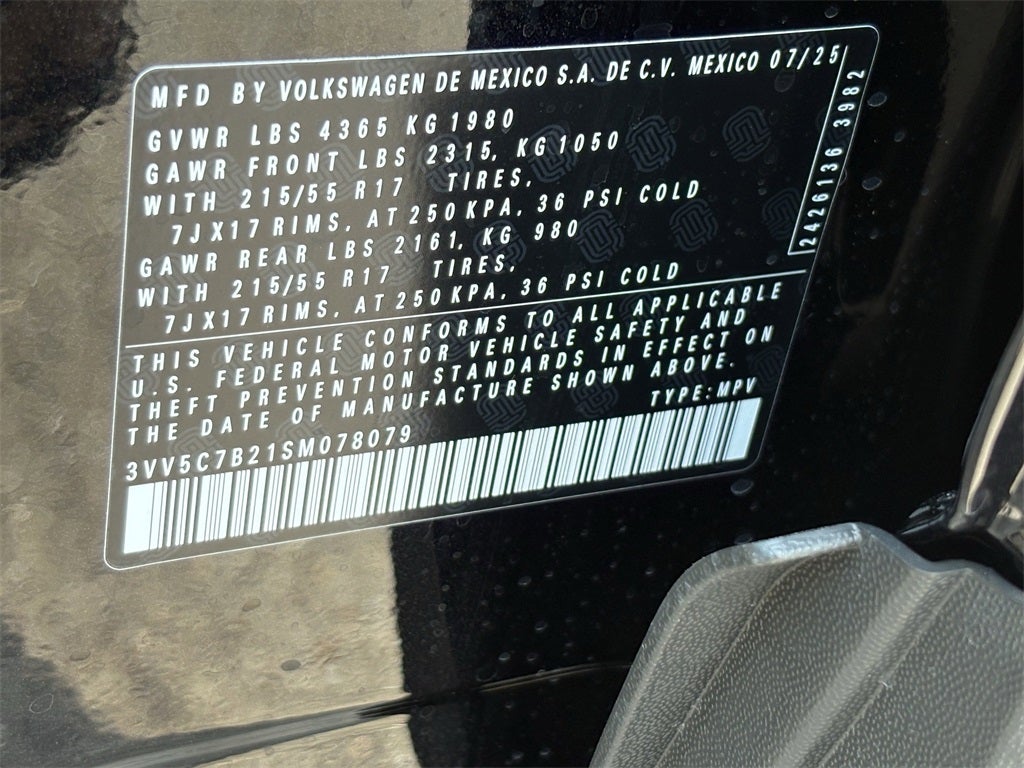 MFD BY VOLKSWAGEN DE MEXICO S.A. DE C.V. MEXICO 07/25
GVWR LBS 4365 KG 1980
GAWR FRONT LBS 2315, KG 1050
WITH 215/55 R17 TIRES,
7JX17 RIMS, AT 250 KPA, 36 PSI COLD
GAWR REAR LBS 2161, KG 980
WITH 215/55 R17 TIRES,
7JX17 RIMS, AT 250 KPA, 36 PSI COLD
2426136 3982
THIS VEHICLE CONFORMS TO ALL APPLICABLE
U.S. FEDERAL MOTOR VEHICLE SAFETY AND
THEFT PREVENTION STANDARDS IN EFFECT ON
THE DATE OF MANUFACTURE SHOWN ABOVE.
TYPE: MPV
3VV5C7B21SM078079